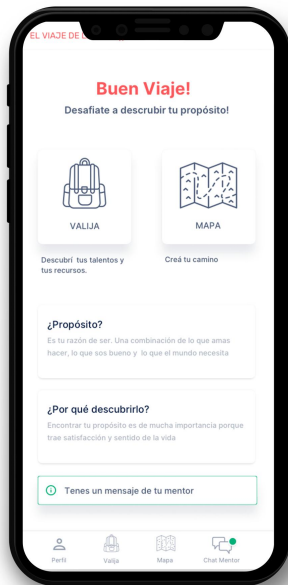 EL VIAJE DE
Buen Viaje!
Desafiate a descrubir tu propósito!
VALIJA
MAPA
Descubrí tus talentos y
tus recursos.
Creá tu camino
¿Propósito?
Es tu razón de ser. Una combinación de lo que amas
hacer, lo que sos bueno y lo que el mundo necesita
¿Por qué descubrirlo?
Encontrar tu propósito es de mucha importancia porque
trae satisfacción y sentido de la vida
Tenes un mensaje de tu mentor
Perfil
Valija
Mapa
Chat Mentor